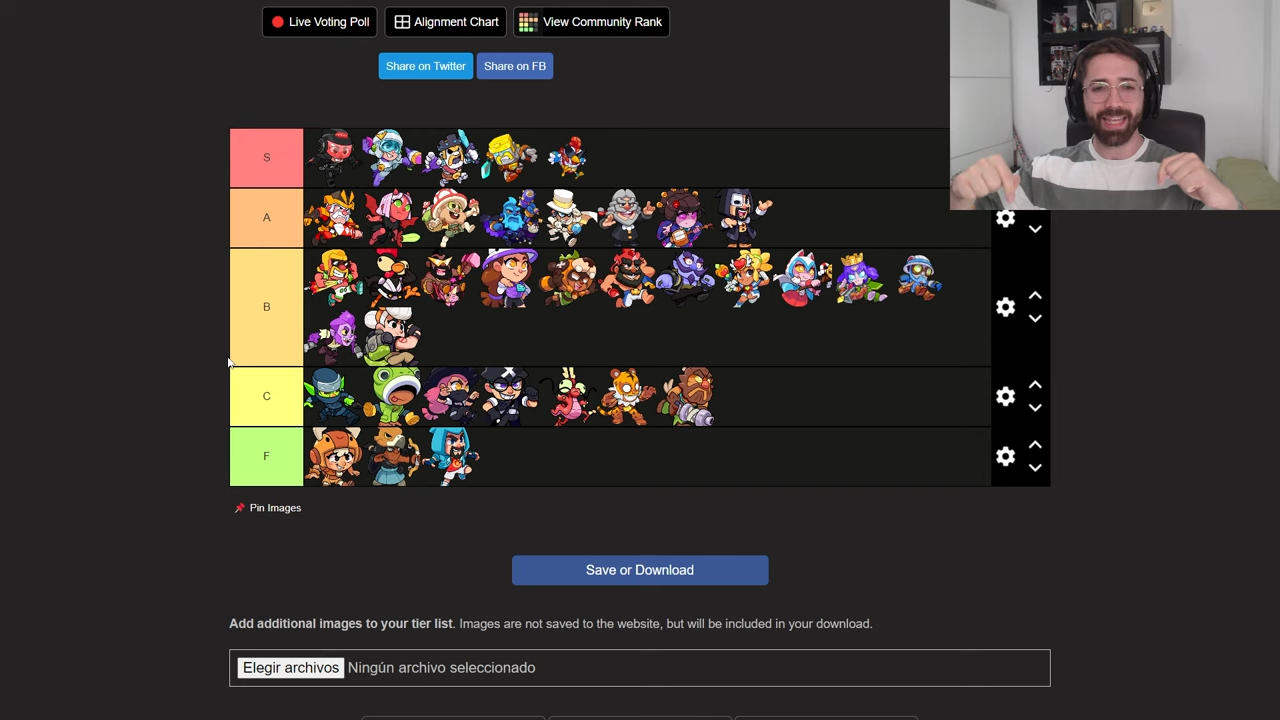 Live Voting Poll
Alignment Chart
View Community Rank
Share on Twitter
Share on FB
S
A
B
C
F
Pin Images
Save or Download
Add additional images to your tier list. Images are not saved to the website, but will be included in your download.
Elegir archivos
Ningún archivo seleccionado